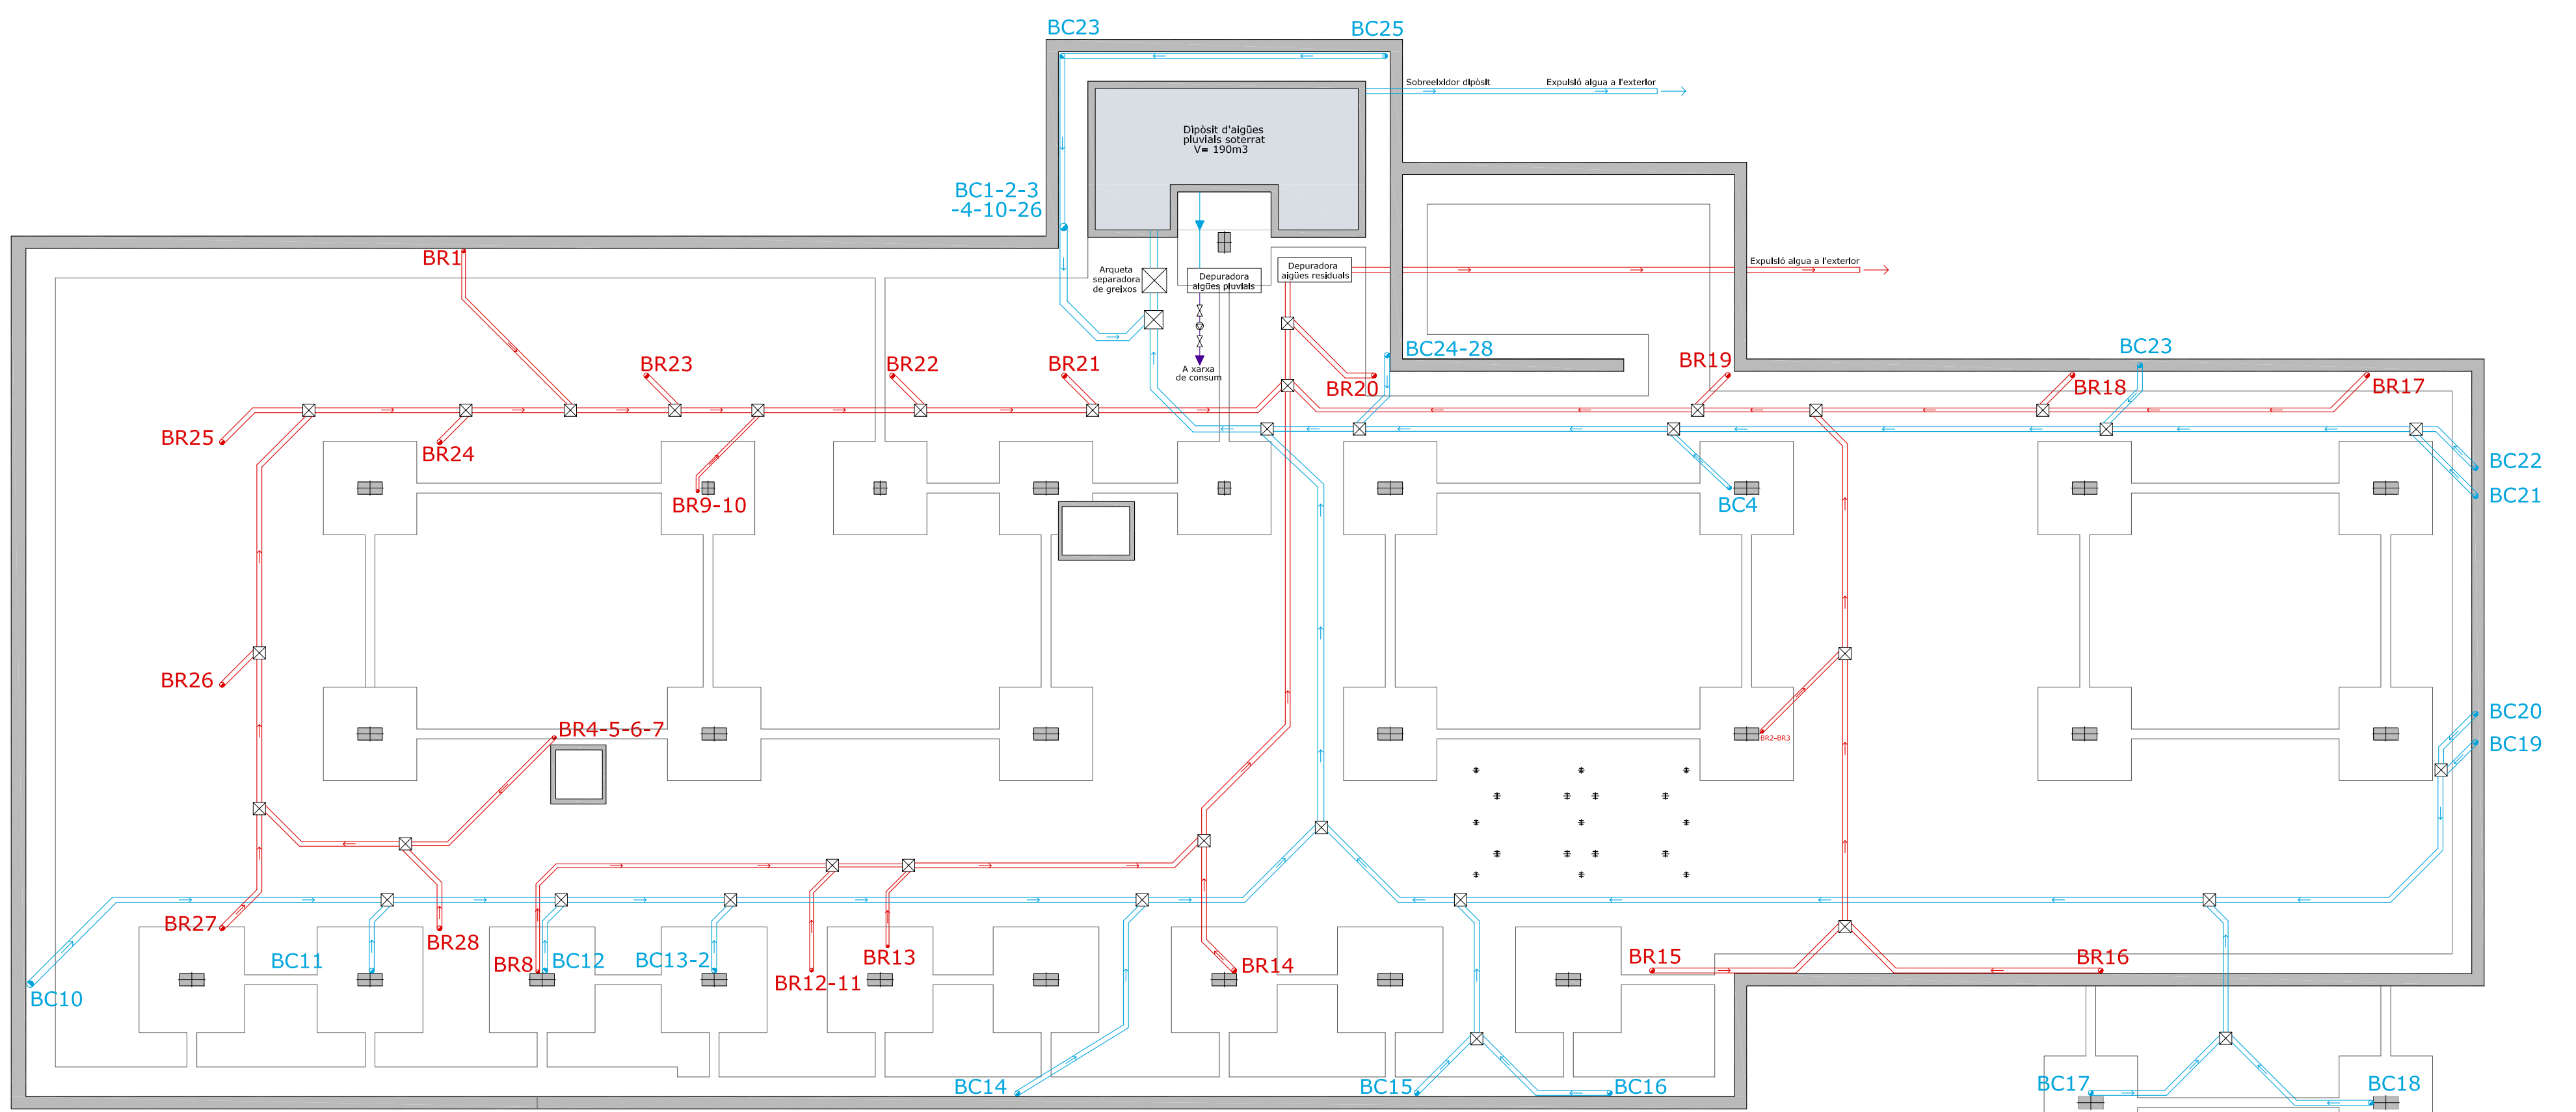 BC23
BC25
Sobreeixidor dipòsit
Expulsió aigua a l'exterior
Dipòsit d'aigües
pluvials soterrat
V= 190m3
BC1-2-3
-4-10-26
BR1
Arqueta
separadora
de greixos
Depuradora
aigües pluvials
Depuradora
aigües residuals
Expulsió aigua a l'exterior
A xarxa
de consum
BC24-28
BR23
BR22
BR21
BR20
BR19
BC23
BR18
BR17
BR25
BR24
BR9-10
BC4
BC22
BC21
BR26
BR4-5-6-7
BR2-BR3
BC20
BC19
BR27
BR28
BC11
BR8
BC12
BC13-2
BR12-11
BR13
BR14
BR15
BR16
BC10
BC14
BC15
BC16
BC17
BC18